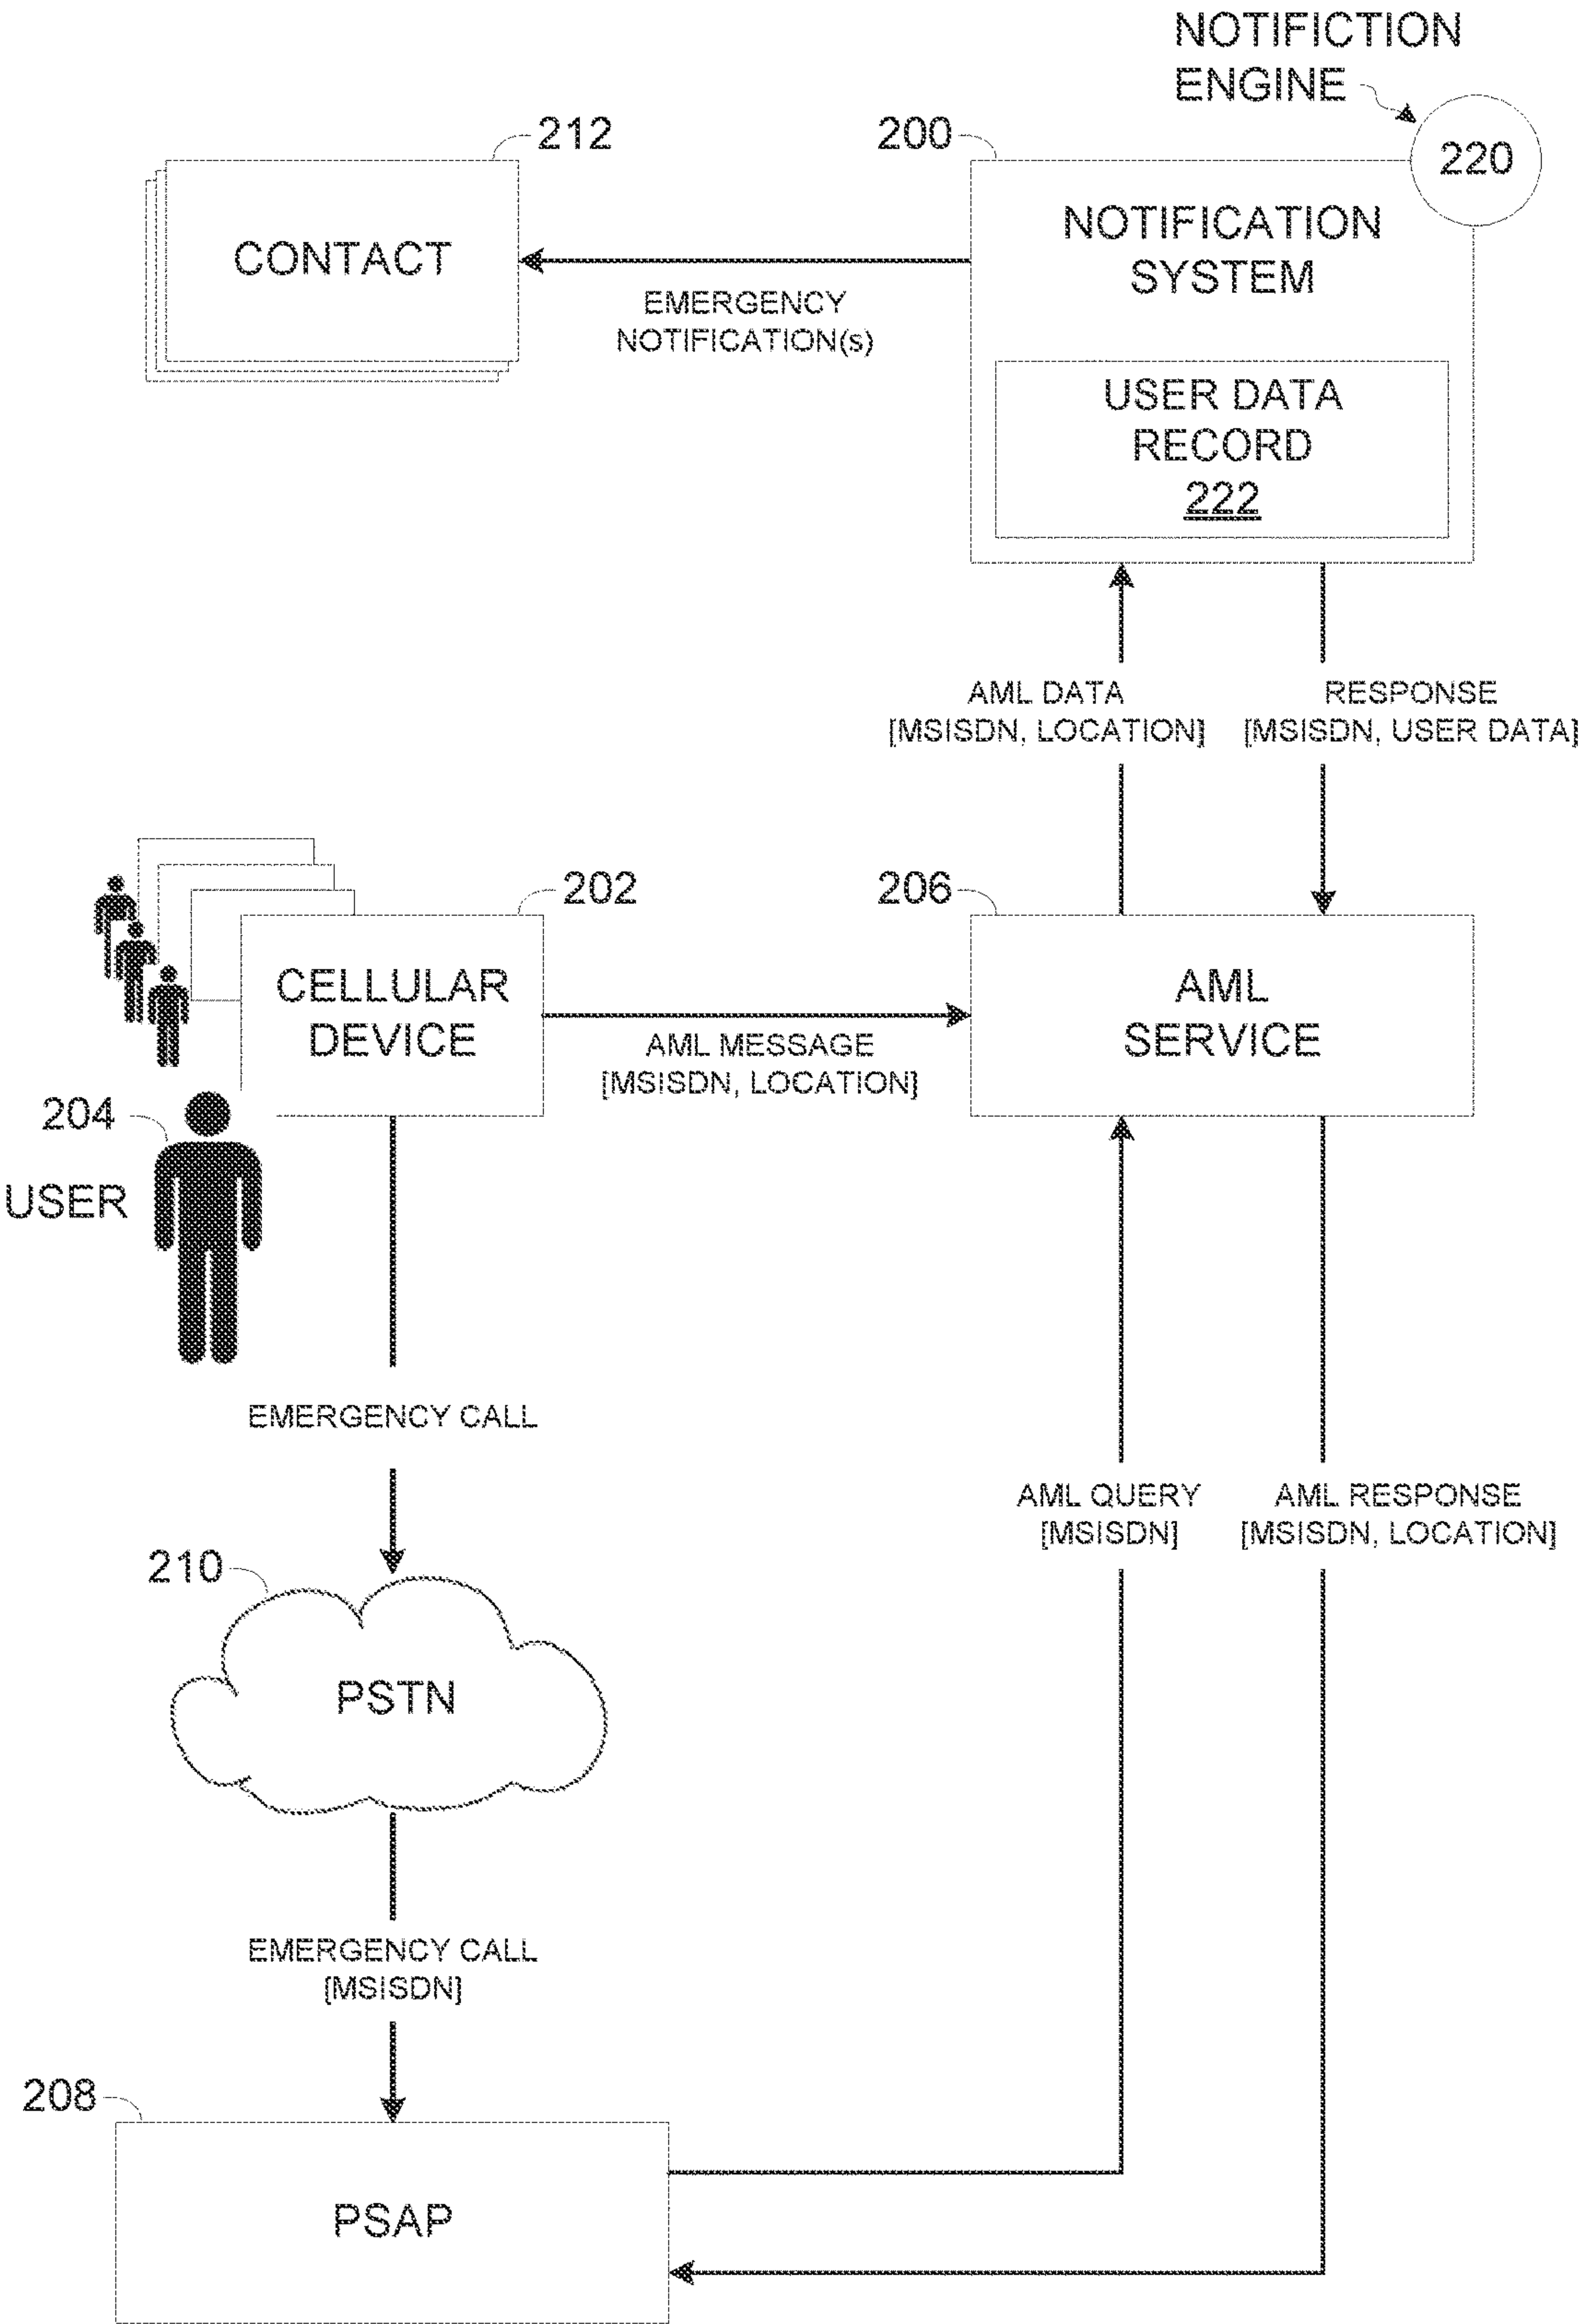 NOTIFICTION
ENGINE
212
200
220
CONTACT
NOTIFICATION
SYSTEM
EMERGENCY
NOTIFICATION(s)
USER DATA
RECORD
222
AML DATA
[MSISDN, LOCATION]
RESPONSE
[MSISDN, USER DATA]
202
206
CELLULAR
DEVICE
AML
SERVICE
AML MESSAGE
[MSISDN, LOCATION]
204
USER
EMERGENCY CALL
AML QUERY
[MSISDN]
AML RESPONSE
[MSISDN, LOCATION]
210
PSTN
EMERGENCY CALL
[MSISDN]
208
PSAP